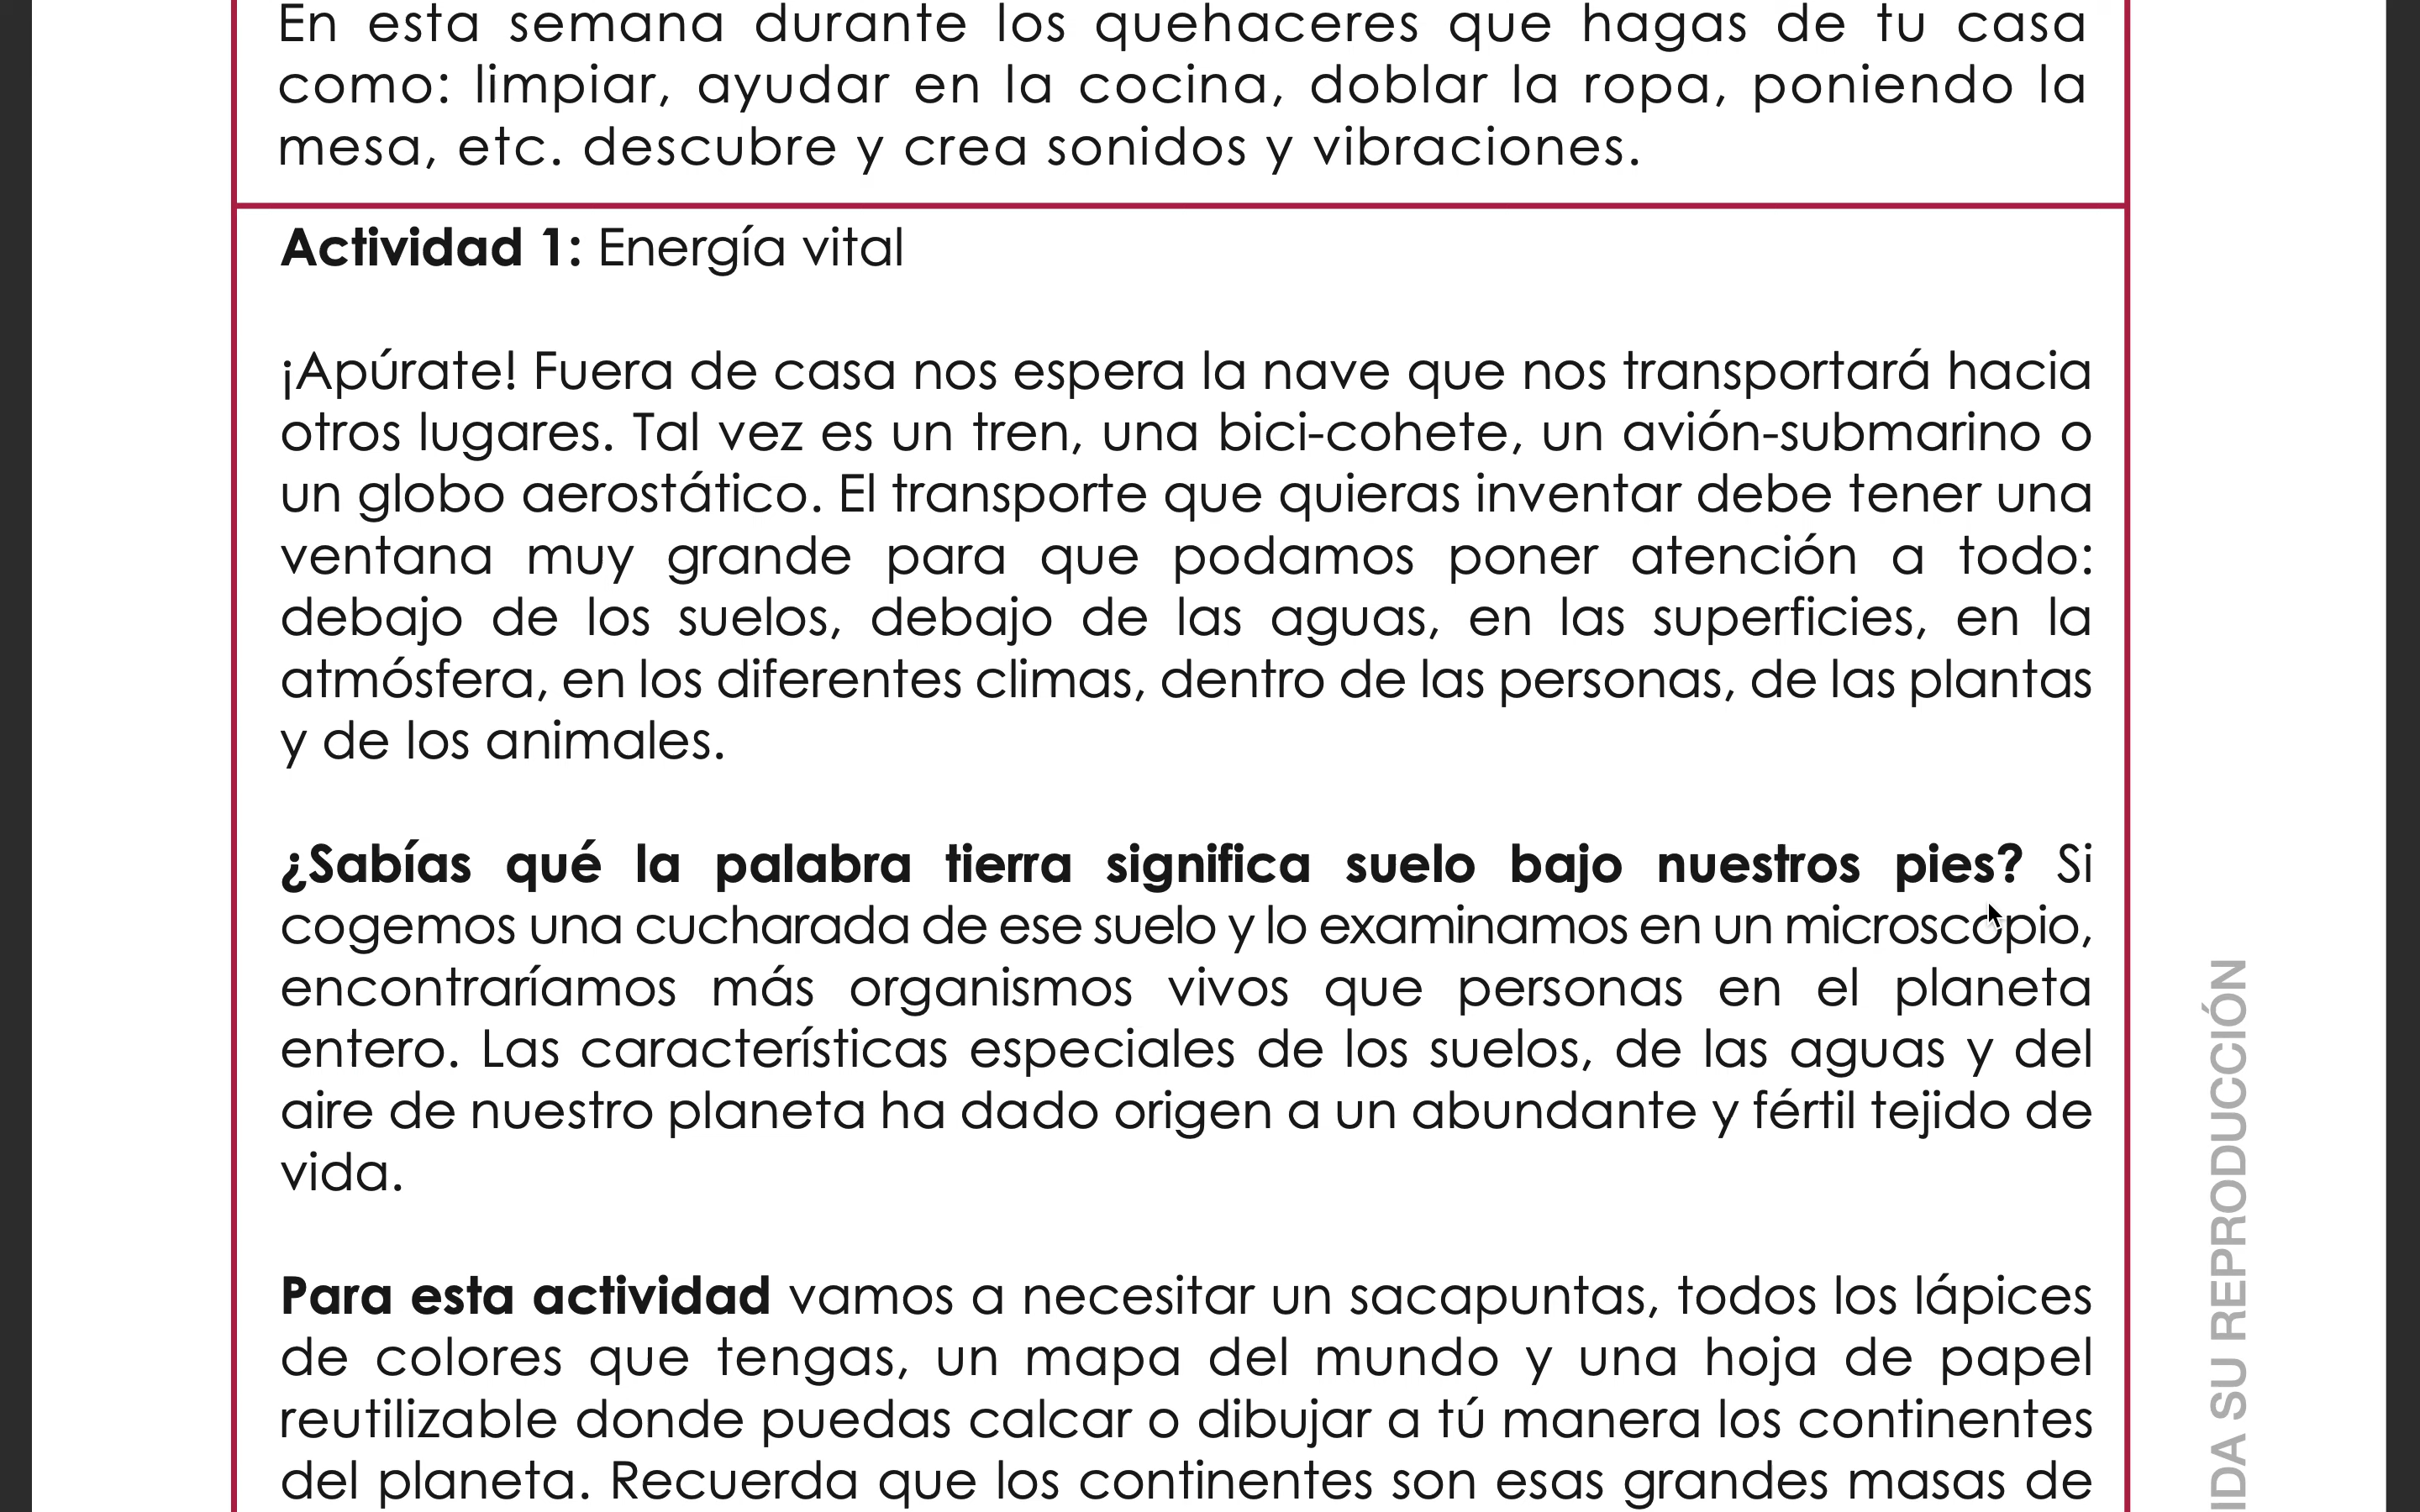 En esta semana durante los quehaceres que hagas de tu casa
como: limpiar, ayudar en la cocina, doblar la ropa, poniendo la
mesa, etc. descubre y crea sonidos y vibraciones.
Actividad 1: Energía vital
¡Apúrate! Fuera de casa nos espera la nave que nos transportará hacia
otros lugares. Tal vez es un tren, una bici-cohete, un avión-submarino o
un globo aerostático. El transporte que quieras inventar debe tener una
ventana muy grande para que podamos poner atención a todo:
debajo de los suelos, debajo de las aguas, en las superficies, en la
atmósfera, en los diferentes climas, dentro de las personas, de las plantas
y de los animales.
¿Sabías qué la palabra tierra significa suelo bajo nuestros pies? Si
cogemos una cucharada de ese suelo y lo examinamos en un microscopio,
encontraríamos más organismos vivos que personas en el planeta
entero. Las características especiales de los suelos, de las aguas y del
aire de nuestro planeta ha dado origen a un abundante y fértil tejido de
vida.
Para esta actividad vamos a necesitar un sacapuntas, todos los lápices
de colores que tengas, un mapa del mundo y una hoja de papel
reutilizable donde puedas calcar o dibujar a tú manera los continentes
del planeta. Recuerda que los continentes son esas grandes masas de
IDA SU REPRODUCCIÓN